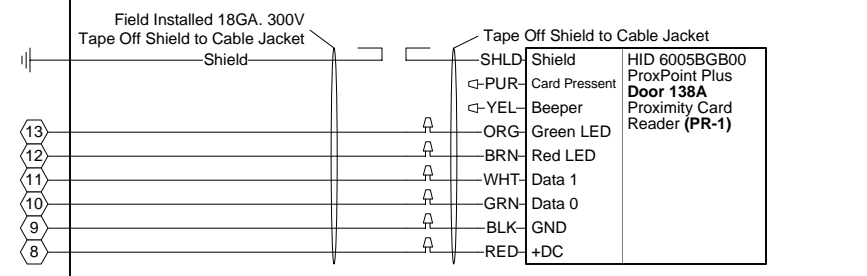 Field Installed 18GA. 300V
Tape Off Shield to Cable Jacket
Tape Off Shield to Cable Jacket
Shield
SHLD Shield
PUR Card Pressent
YEL Beeper
13 ORG Green LED
12 BRN Red LED
11 WHT Data 1
10 GRN Data 0
9 BLK GND
8 RED +DC
HID 6005BGB00
ProxPoint Plus
Door 138A
Proximity Card
Reader (PR-1)